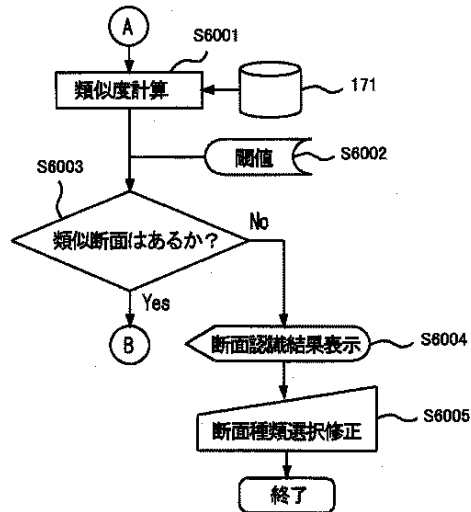 A
S6001
類似度計算
171
閾値
S6002
S6003
類似断面はあるか？
No
Yes
B
断面認識結果表示
S6004
断面種類選択修正
S6005
終了